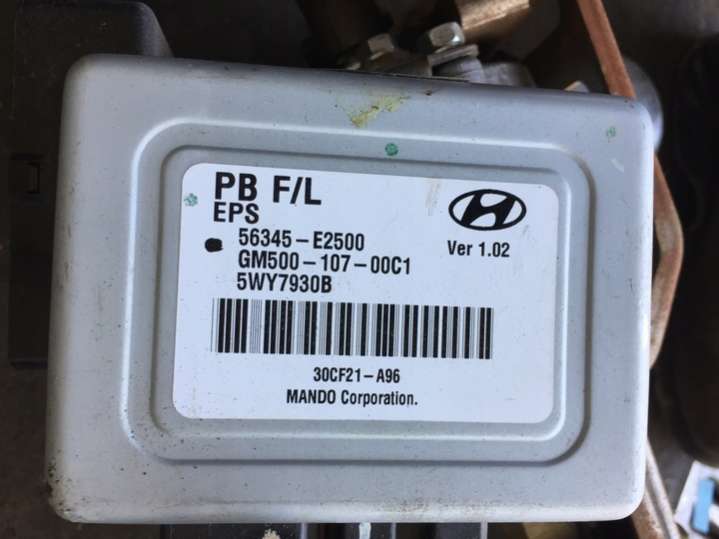 PB F/L
EPS
56345-E2500
GM500-107-00C1
5WY7930B
Ver 1.02
30CF21-A96
MANDO Corporation.